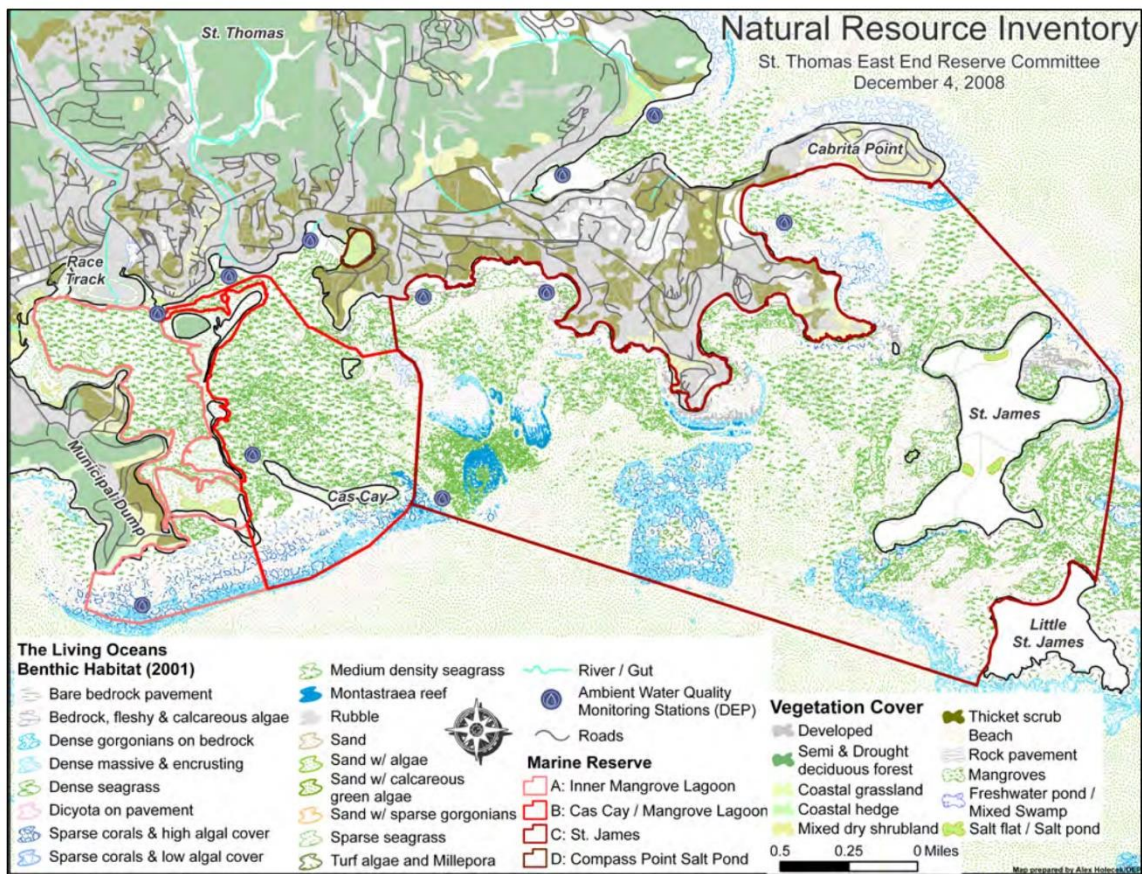 Natural Resource Inventory
St. Thomas East End Reserve Committee
December 4, 2008
St. Thomas
Cabrita Point
Race
Track
St. James
Municipal Dump
Cas Cay
Little
St. James
The Living Oceans
Benthic Habitat (2001)
Bare bedrock pavement
Bedrock, fleshy & calcareous algae
Dense gorgonians on bedrock
Dense massive & encrusting
Dense seagrass
Dicyota on pavement
Sparse corals & high algal cover
Sparse corals & low algal cover
Medium density seagrass
Montastraea reef
Rubble
Sand
Sand w/ algae
Sand w/ calcareous
green algae
Sand w/ sparse gorgonians
Sparse seagrass
Turf algae and Millepora
River / Gut
Ambient Water Quality
Monitoring Stations (DEP)
Roads
Marine Reserve
A: Inner Mangrove Lagoon
B: Cas Cay / Mangrove Lagoon
C: St. James
D: Compass Point Salt Pond
Vegetation Cover
Developed
Semi & Drought
deciduous forest
Coastal grassland
Coastal hedge
Mixed dry shrubland
Thicket scrub
Beach
Rock pavement
Mangroves
Freshwater pond /
Mixed Swamp
Salt flat / Salt pond
0.5 0.25 0 Miles